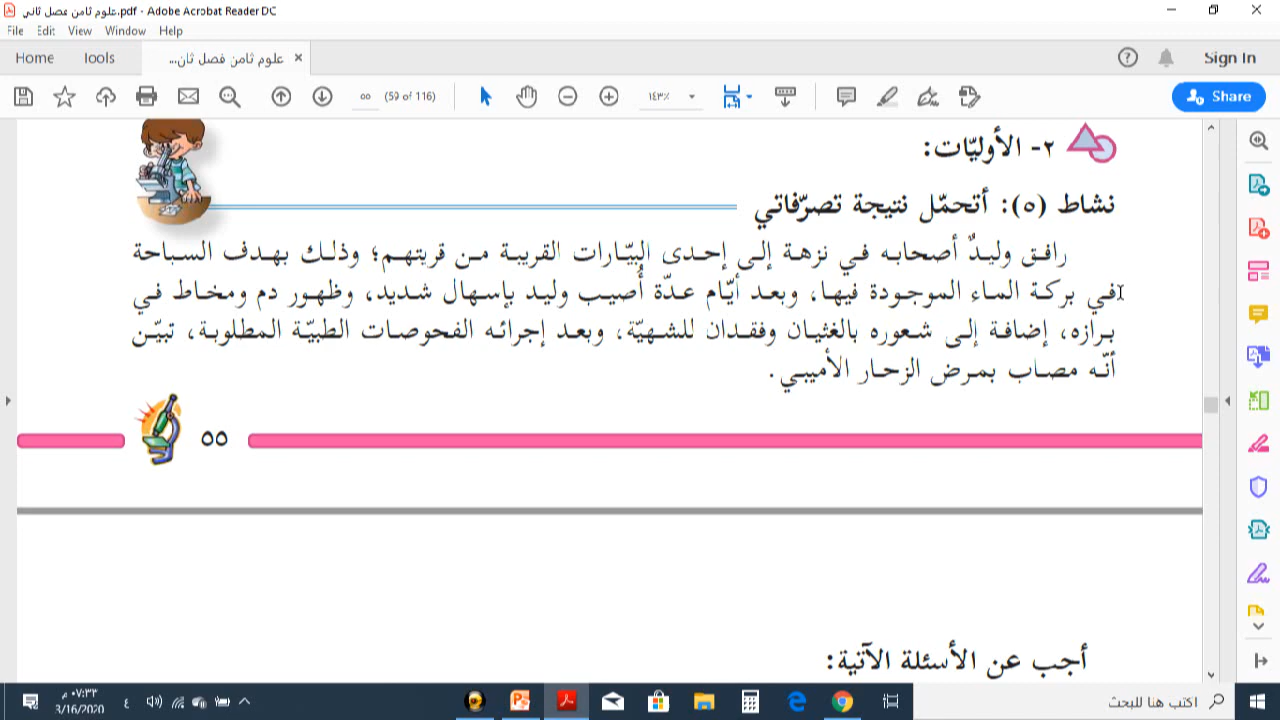 علوم ثامن فصل ثاني.pdf - Adobe Acrobat Reader DC
File Edit View Window Help
Home Tools علوم ثامن فصل ثان... × Sign In
٥٥ (59 of 116) ١٤٣٪ Share
٢- الأوليّات:
نشاط (٥): أتحمّل نتيجة تصرّفاتي
رافق وليدٌ أصحابه في نزهة إلى إحدى البيّارات القريبة من قريتهم؛ وذلك بهدف السباحة
في بركة الماء الموجودة فيها، وبعد أيّام عدّة أُصيب وليد بإسهال شديد، وظهور دم ومخاط في
برازه، إضافة إلى شعوره بالغثيان وفقدان للشهيّة، وبعد إجرائه الفحوصات الطبيّة المطلوبة، تبيّن
أنّه مصاب بمرض الزحار الأميبي.
٥٥
أجب عن الأسئلة الآتية:
٠٧:٣٣ م
3/16/2020
ع
اكتب هنا للبحث